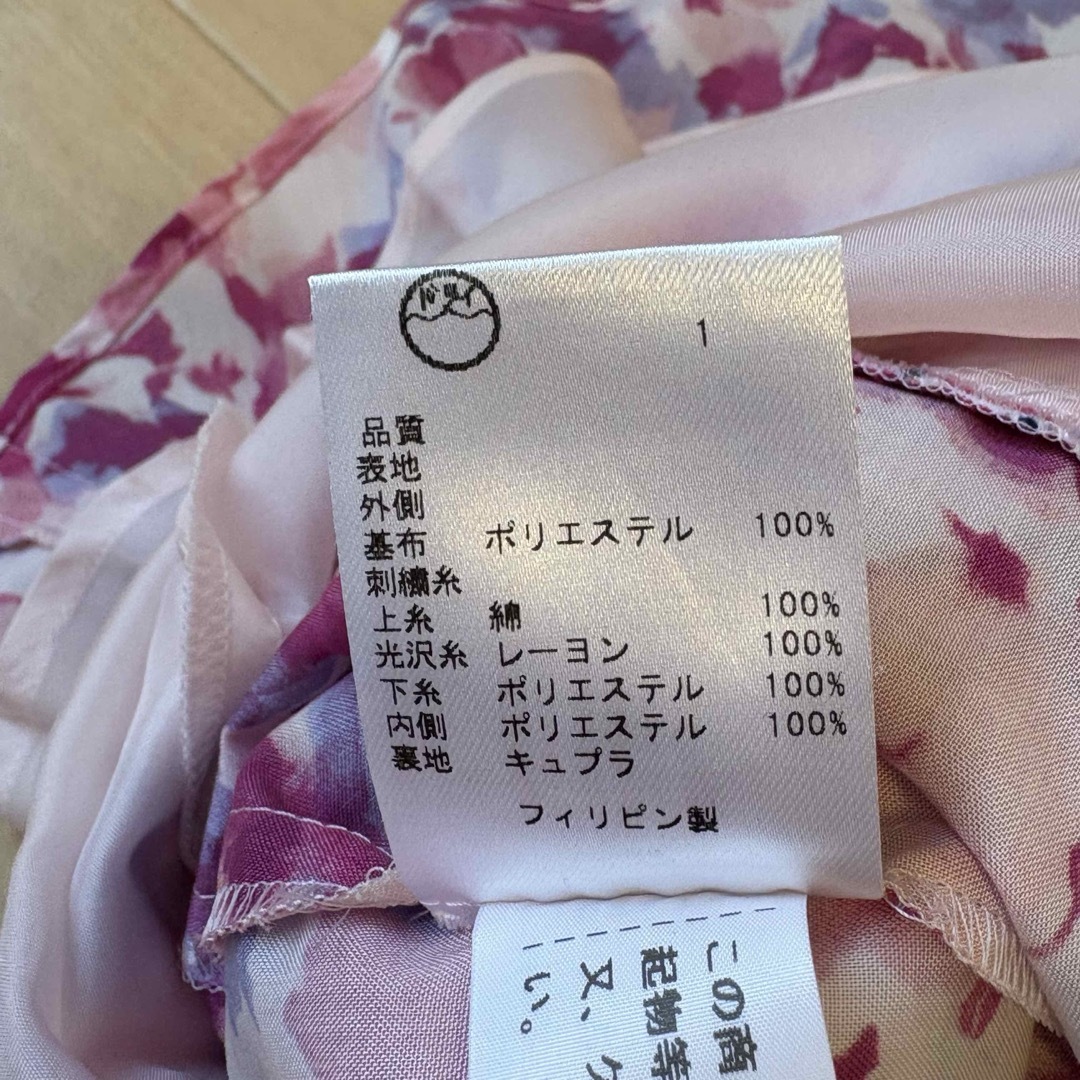 ドライ
1
品質
表地
外側
基布 ポリエステル 100%
刺繍糸
上糸 綿 100%
光沢糸 レーヨン 100%
下糸 ポリエステル 100%
内側 ポリエステル 100%
裏地 キュプラ
フィリピン製
この商
起物等
又、ク
い。